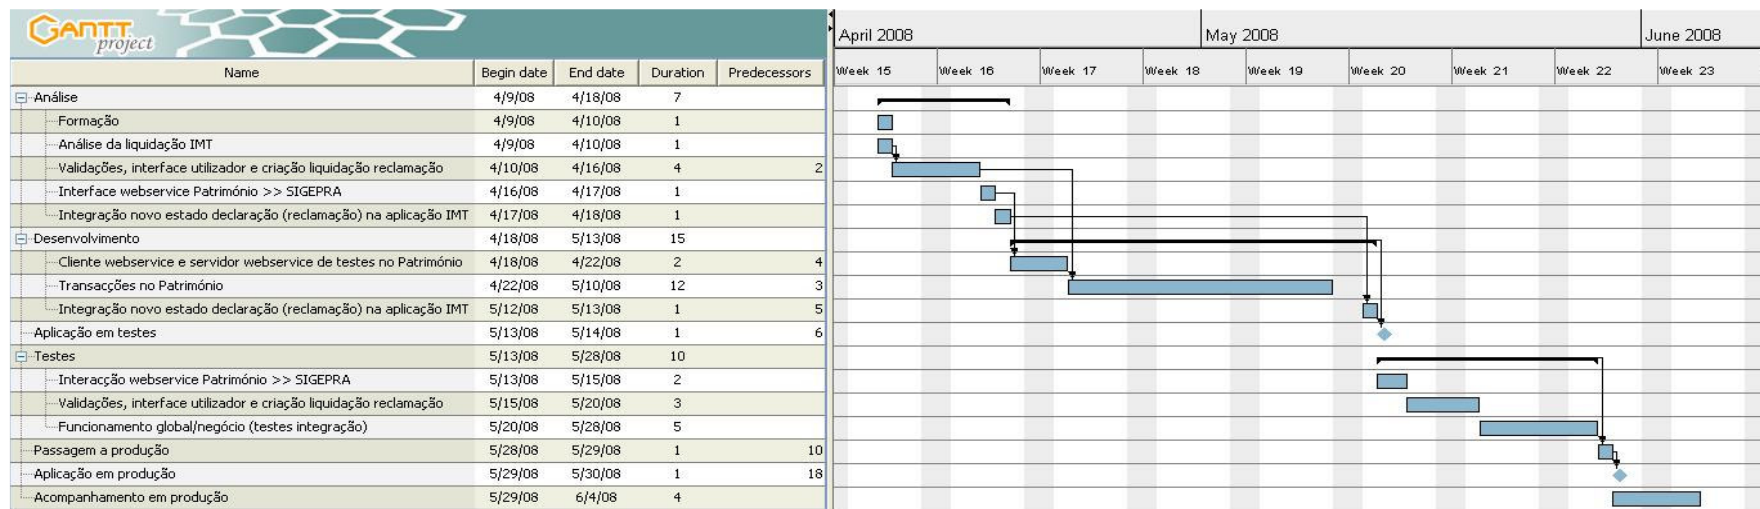 GANTT
project
April 2008 May 2008 June 2008
Name Begin date End date Duration Predecessors Week 15 Week 16 Week 17 Week 18 Week 19 Week 20 Week 21 Week 22 Week 23
Análise 4/9/08 4/18/08 7
Formação 4/9/08 4/10/08 1
Análise da liquidação IMT 4/9/08 4/10/08 1
Validações, interface utilizador e criação liquidação reclamação 4/10/08 4/16/08 4 2
Interface webservice Património >> SIGEPRA 4/16/08 4/17/08 1
Integração novo estado declaração (reclamação) na aplicação IMT 4/17/08 4/18/08 1
Desenvolvimento 4/18/08 5/13/08 15
Cliente webservice e servidor webservice de testes no Património 4/18/08 4/22/08 2 4
Transacções no Património 4/22/08 5/10/08 12 3
Integração novo estado declaração (reclamação) na aplicação IMT 5/12/08 5/13/08 1 5
Aplicação em testes 5/13/08 5/14/08 1 6
Testes 5/13/08 5/28/08 10
Interacção webservice Património >> SIGEPRA 5/13/08 5/15/08 2
Validações, interface utilizador e criação liquidação reclamação 5/15/08 5/20/08 3
Funcionamento global/negócio (testes integração) 5/20/08 5/28/08 5
Passagem a produção 5/28/08 5/29/08 1 10
Aplicação em produção 5/29/08 5/30/08 1 18
Acompanhamento em produção 5/29/08 6/4/08 4